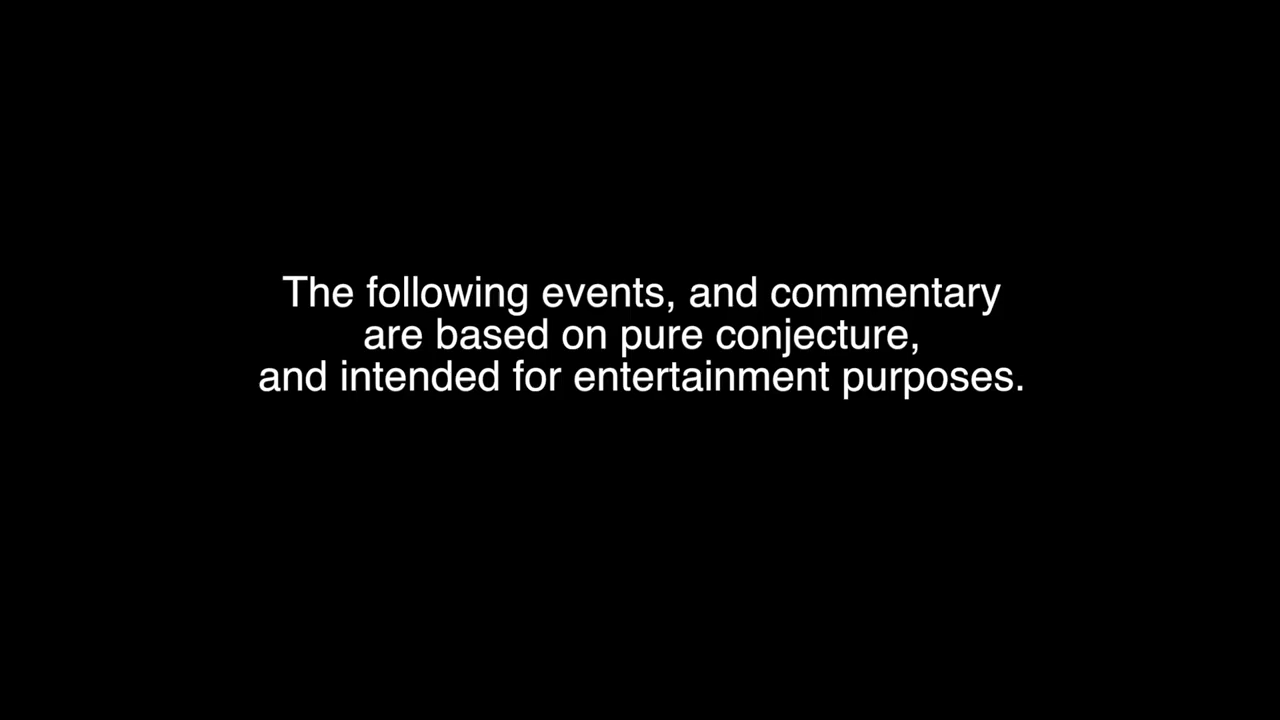 The following events, and commentary
are based on pure conjecture,
and intended for entertainment purposes.